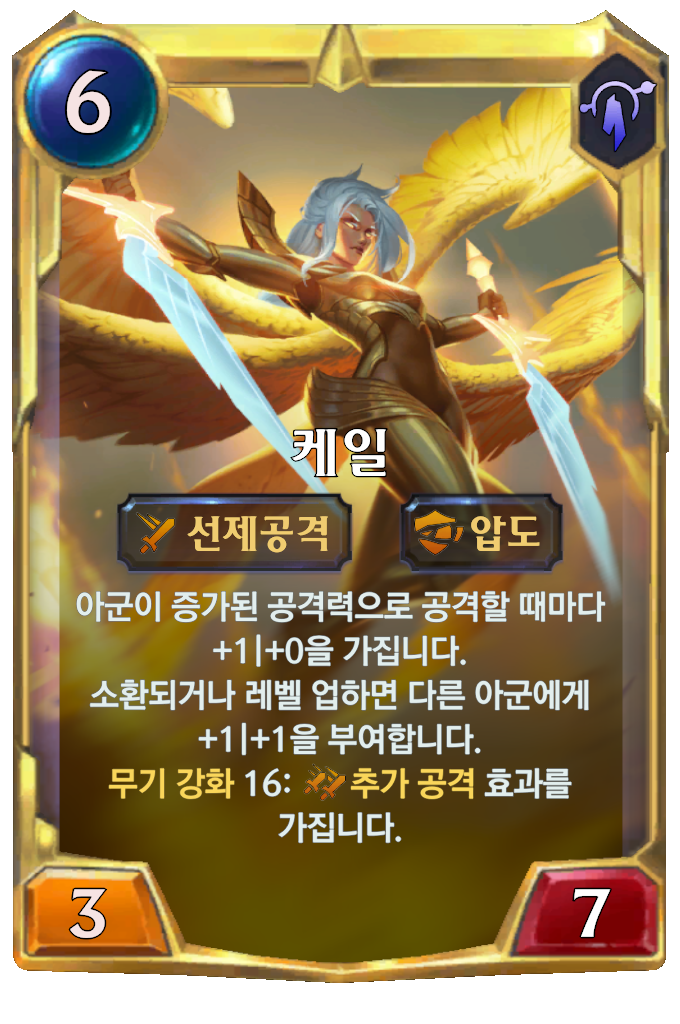 6
케일
선제공격 압도
아군이 증가된 공격력으로 공격할 때마다
+1|+0을 가집니다.
소환되거나 레벨 업하면 다른 아군에게
+1|+1을 부여합니다.
무기 강화 16: 추가 공격 효과를
가집니다.
3 7